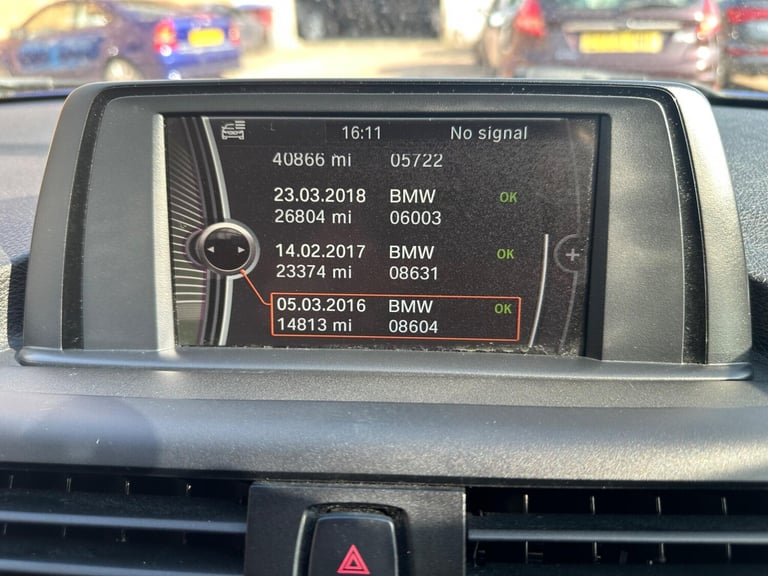 16:11 No signal
40866 mi 05722
23.03.2018 BMW OK
26804 mi 06003
14.02.2017 BMW OK
23374 mi 08631
05.03.2016 BMW OK
14813 mi 08604